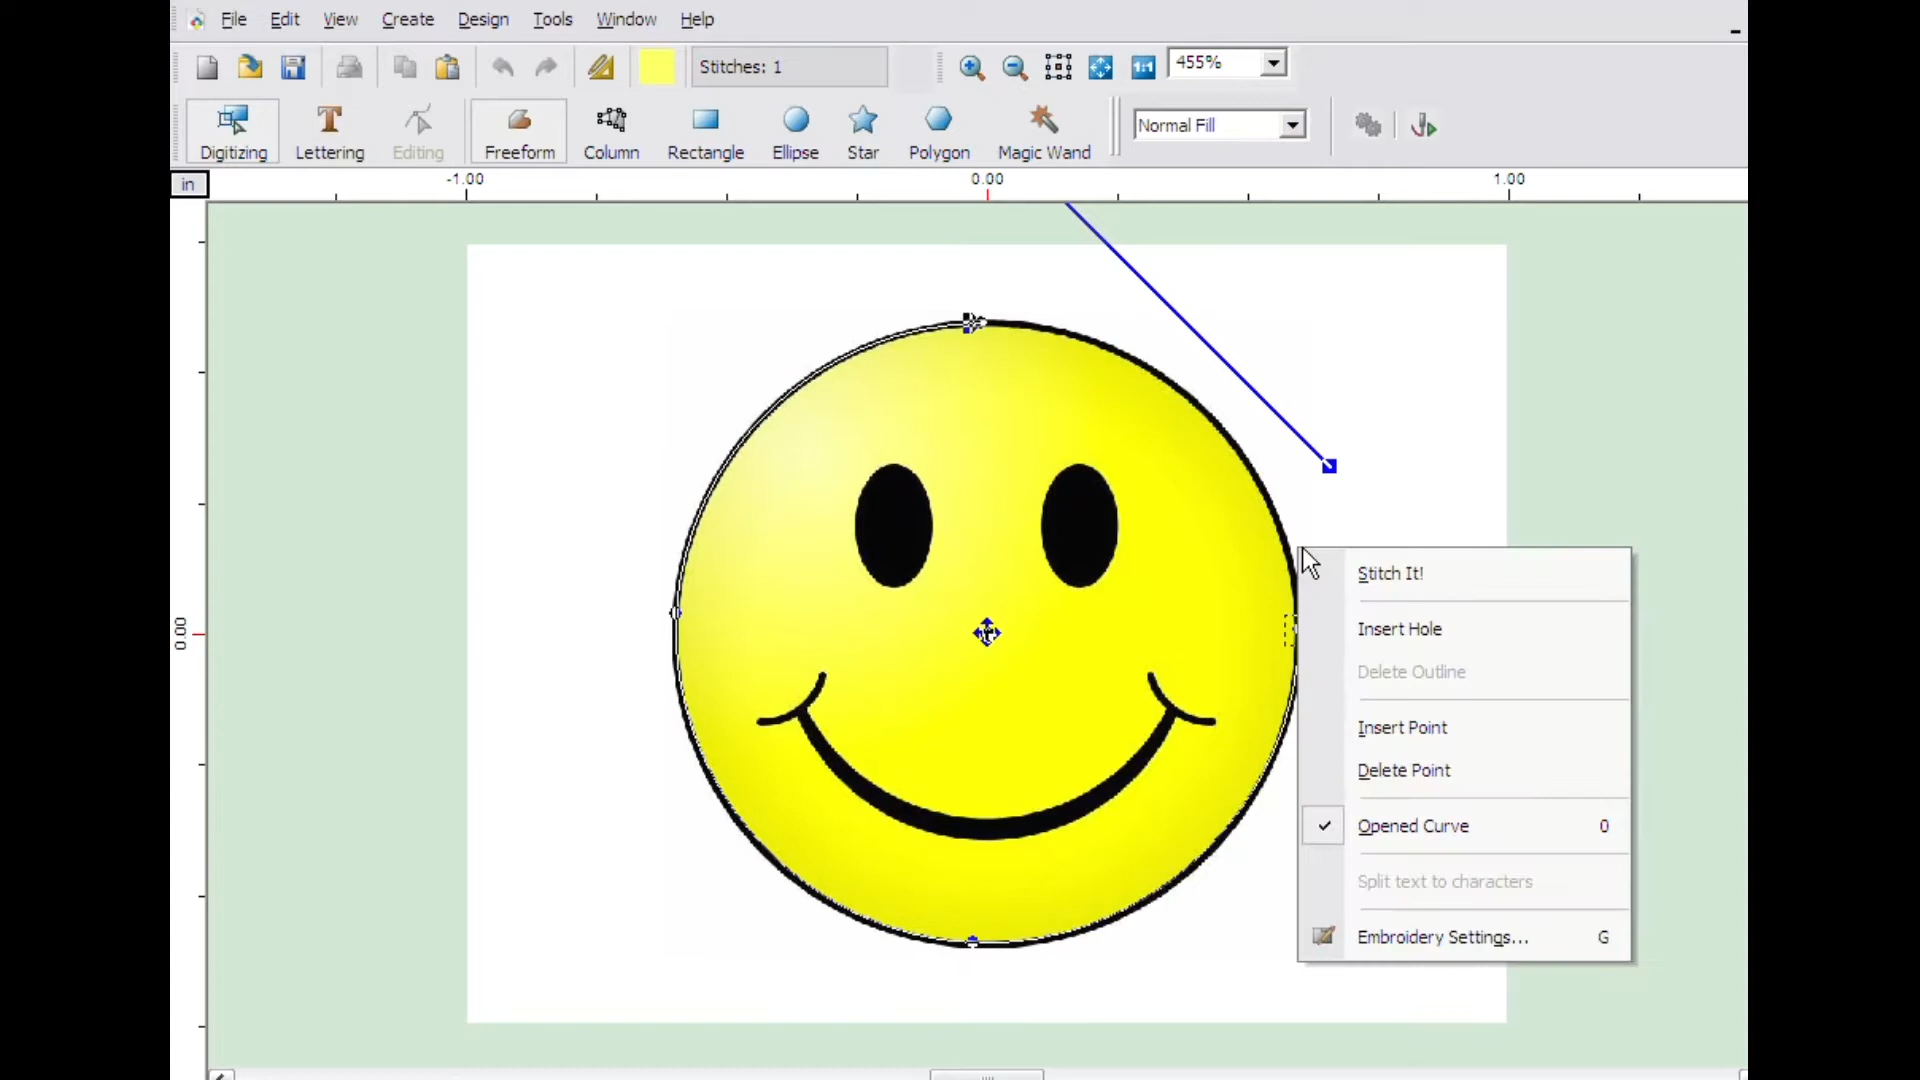 File Edit View Create Design Tools Window Help
Stitches: 1
1:1
455%
Digitizing Lettering Editing Freeform Column Rectangle Ellipse Star Polygon Magic Wand
Normal Fill
in
-1.00 0.00 1.00
0.00
Stitch It!
Insert Hole
Delete Outline
Insert Point
Delete Point
Opened Curve 0
Split text to characters
Embroidery Settings... G